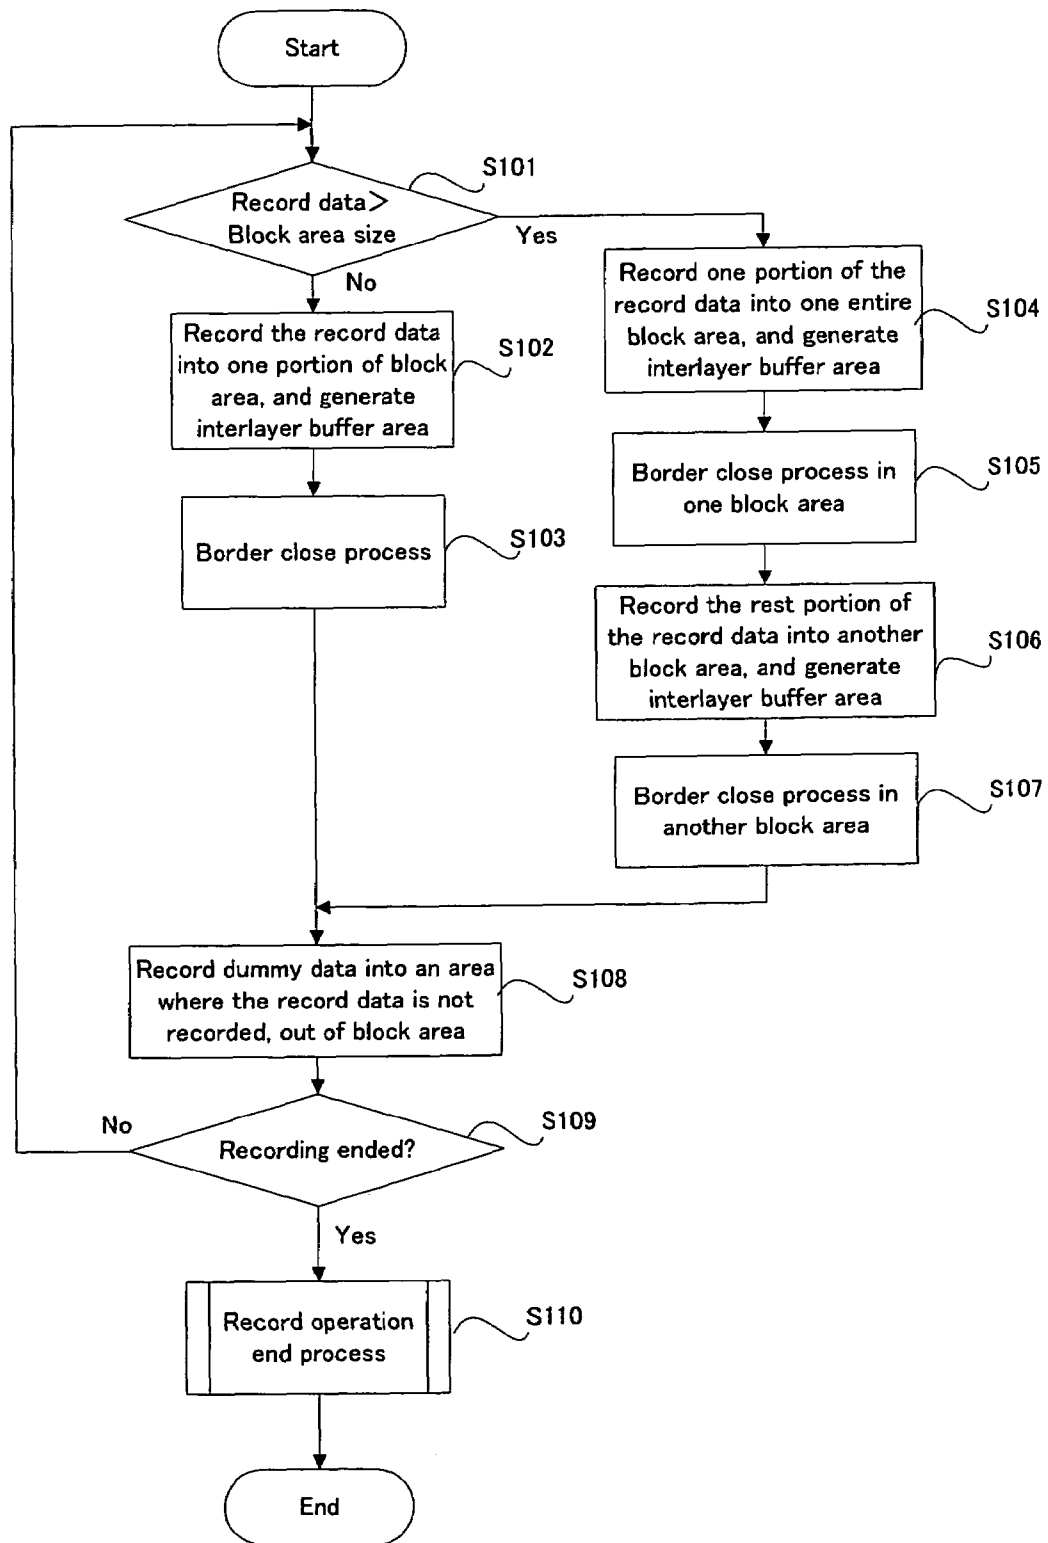 Start
S101
Record data>
Block area size
Yes
No
Record the record data
into one portion of block
area, and generate
interlayer buffer area
S102
Record one portion of the
record data into one entire
block area, and generate
interlayer buffer area
S104
Border close process in
one block area
S105
Border close process
S103
Record the rest portion of
the record data into another
block area, and generate
interlayer buffer area
S106
Border close process in
another block area
S107
Record dummy data into an area
where the record data is not
recorded, out of block area
S108
No
Recording ended?
S109
Yes
Record operation
end process
S110
End